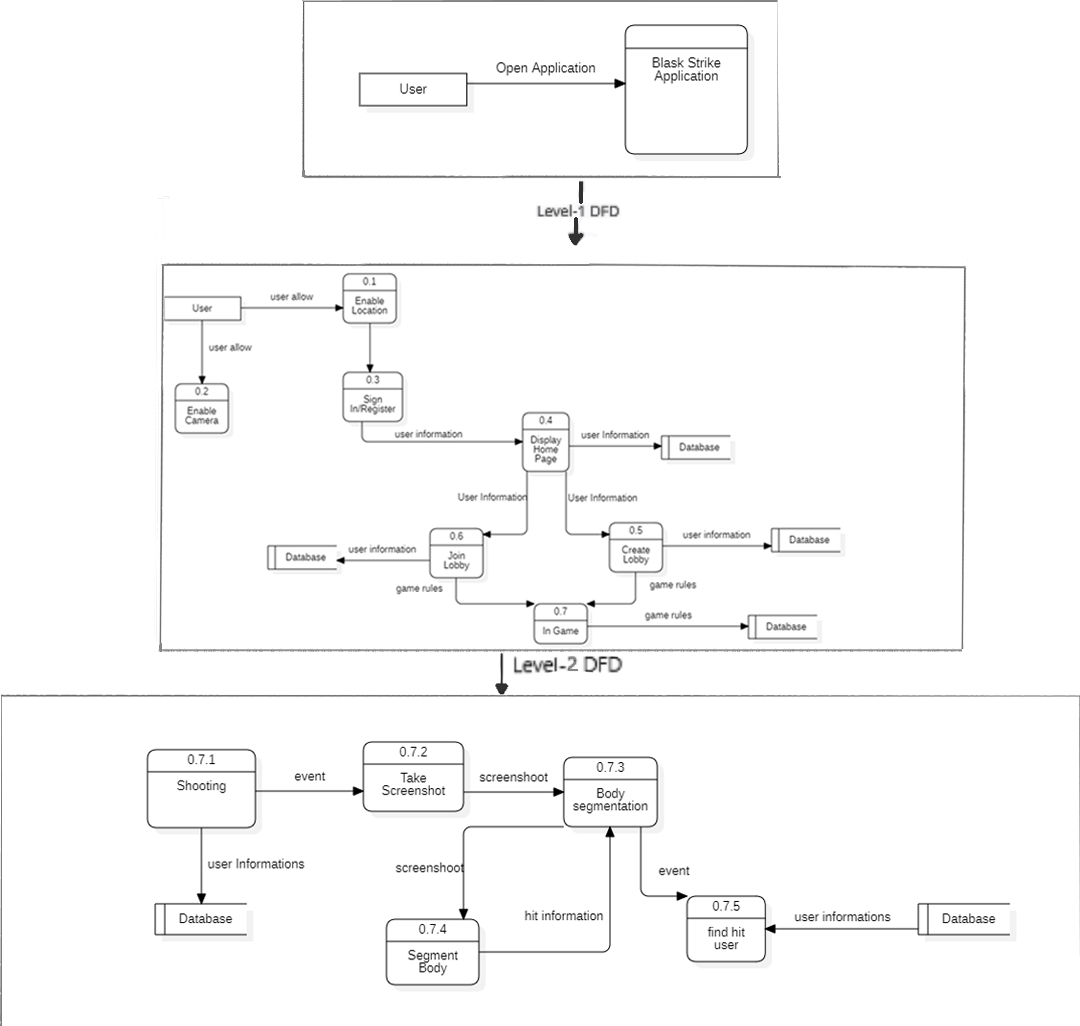 User
Open Application
Blask Strike
Application
Level-1 DFD
User
user allow
0.1
Enable
Location
user allow
0.2
Enable
Camera
0.3
Sign
In/Register
user information
0.4
Display
Home
Page
user Information
Database
User Information
User Information
0.6
Join
Lobby
user information
Database
0.5
Create
Lobby
user information
Database
game rules
game rules
0.7
In Game
game rules
Database
Level-2 DFD
0.7.1
Shooting
event
0.7.2
Take
Screenshot
screenshoot
0.7.3
Body
segmentation
user Informations
Database
screenshoot
0.7.4
Segment
Body
hit information
event
0.7.5
find hit
user
user informations
Database